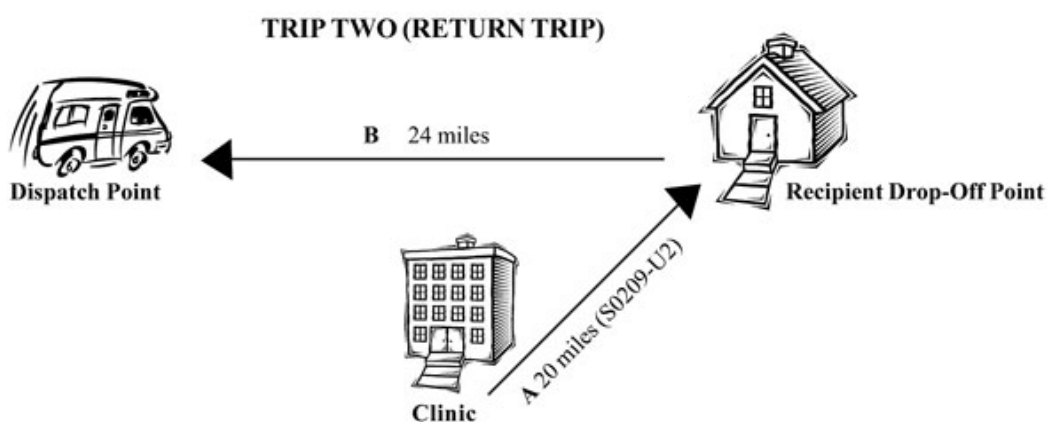 TRIP TWO (RETURN TRIP)
B 24 miles
Dispatch Point
Recipient Drop-Off Point
A 20 miles (S0209-U2)
Clinic